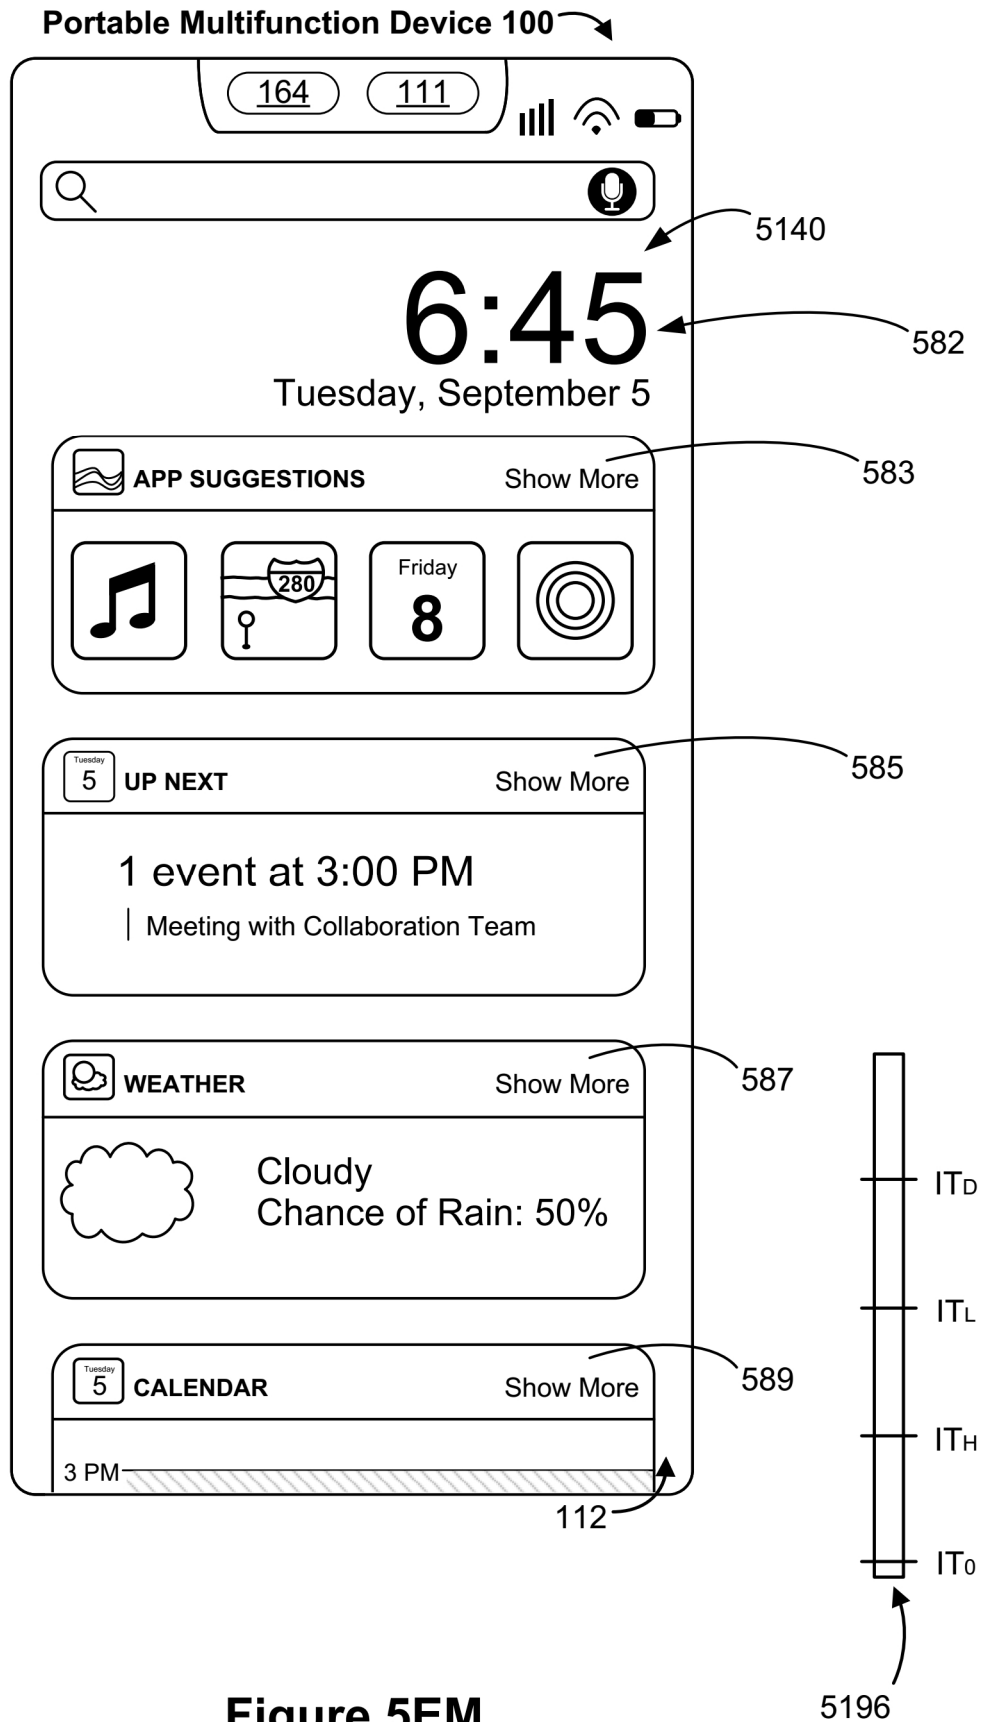 Portable Multifunction Device 100
164
111
5140
6:45
582
Tuesday, September 5
APP SUGGESTIONS
Show More
583
280
Friday
8
Tuesday
5
UP NEXT
Show More
585
1 event at 3:00 PM
Meeting with Collaboration Team
WEATHER
Show More
587
Cloudy
Chance of Rain: 50%
ITD
ITL
ITH
IT0
Tuesday
5
CALENDAR
Show More
589
3 PM
112
5196
Figure 5EM